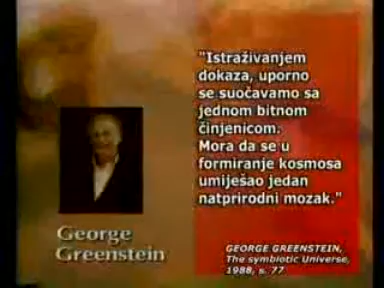 "Istraživanjem
dokaza, uporno
se suočavamo sa
jednom bitnom
činjenicom.
Mora da se u
formiranje kosmosa
umiješao jedan
natprirodni mozak."
George
Greenstein
GEORGE GREENSTEIN,
The symbiotic Universe,
1988, s. 77